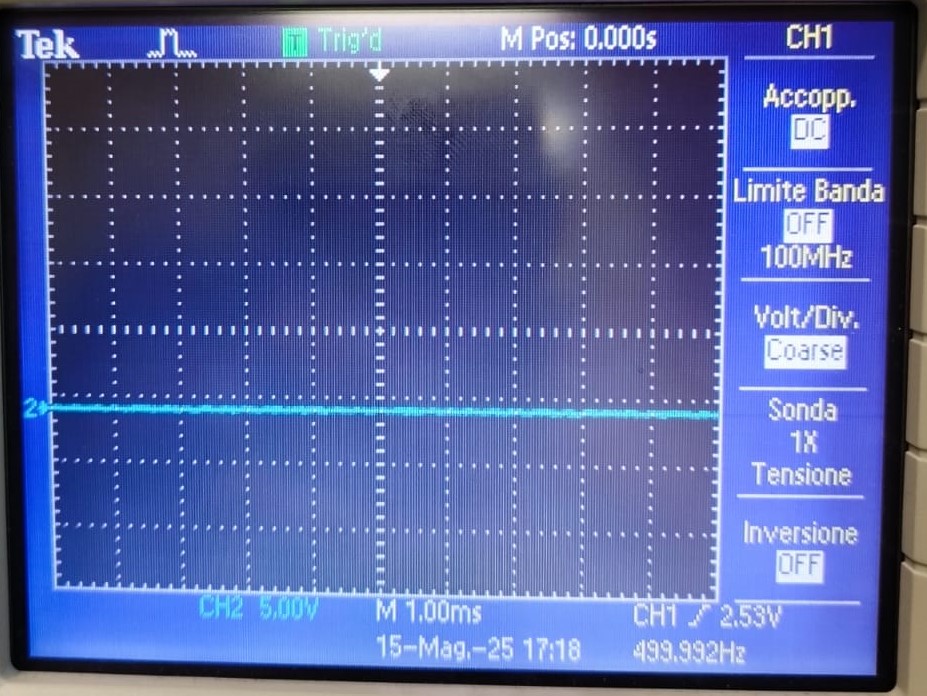 Tek T Trig'd M Pos: 0.000s CH1
Accopp.
DC
Limite Banda
OFF
100MHz
Volt/Div.
Coarse
Sonda
1X
Tensione
Inversione
OFF
2
CH2 5.00V M 1.00ms CH1 2.53V
15-Mag.-25 17:18 499.992Hz